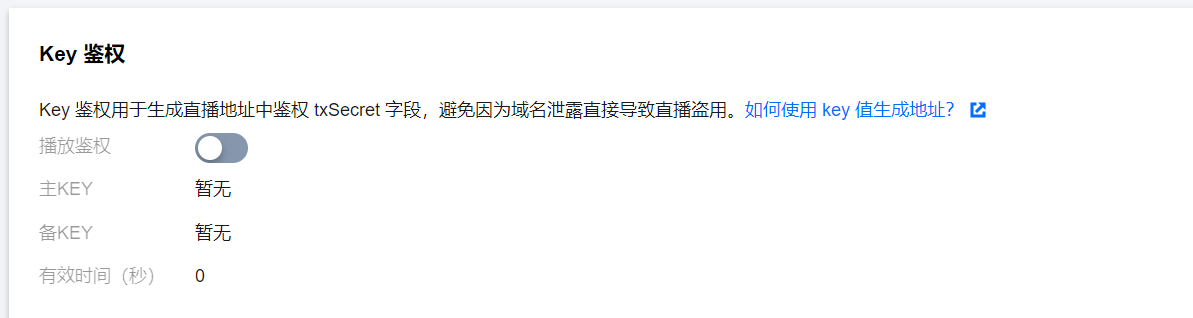 Key 鉴权
Key 鉴权用于生成直播地址中鉴权 txSecret 字段，避免因为域名泄露直接导致直播盗用。如何使用 key 值生成地址？
播放鉴权
主KEY 暂无
备KEY 暂无
有效时间（秒） 0